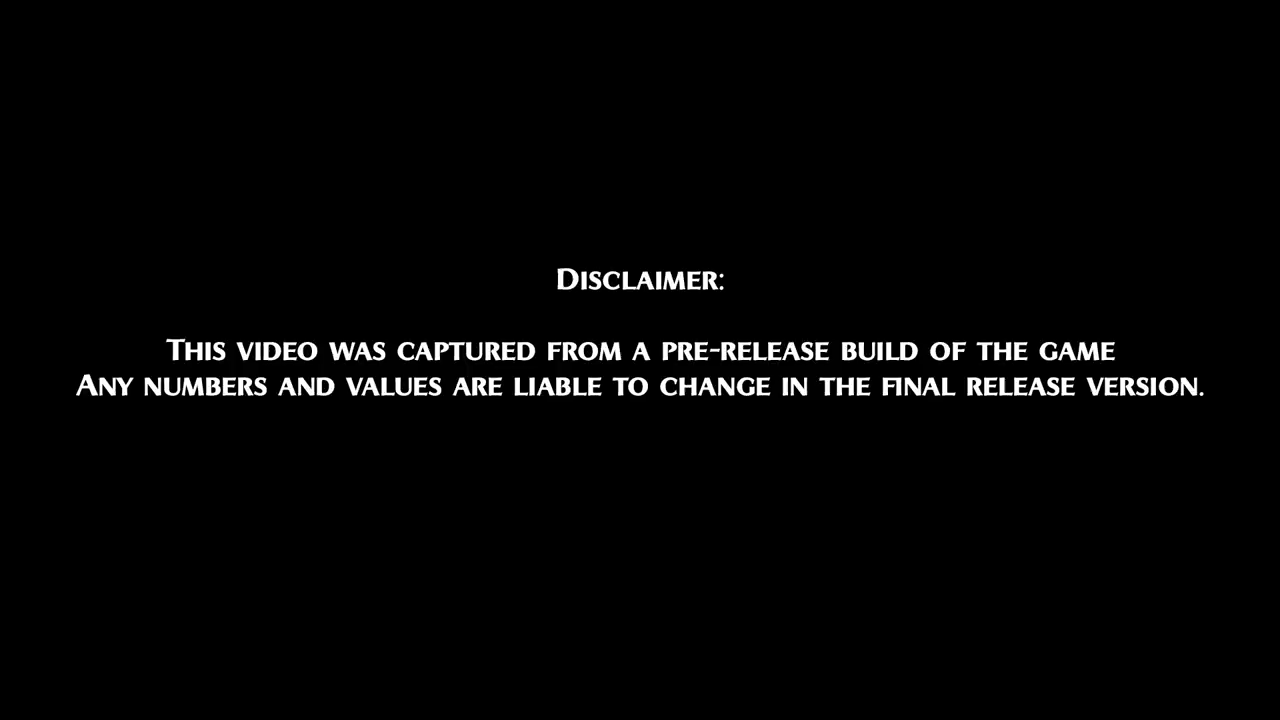 Disclaimer:
This video was captured from a pre-release build of the game
Any numbers and values are liable to change in the final release version.